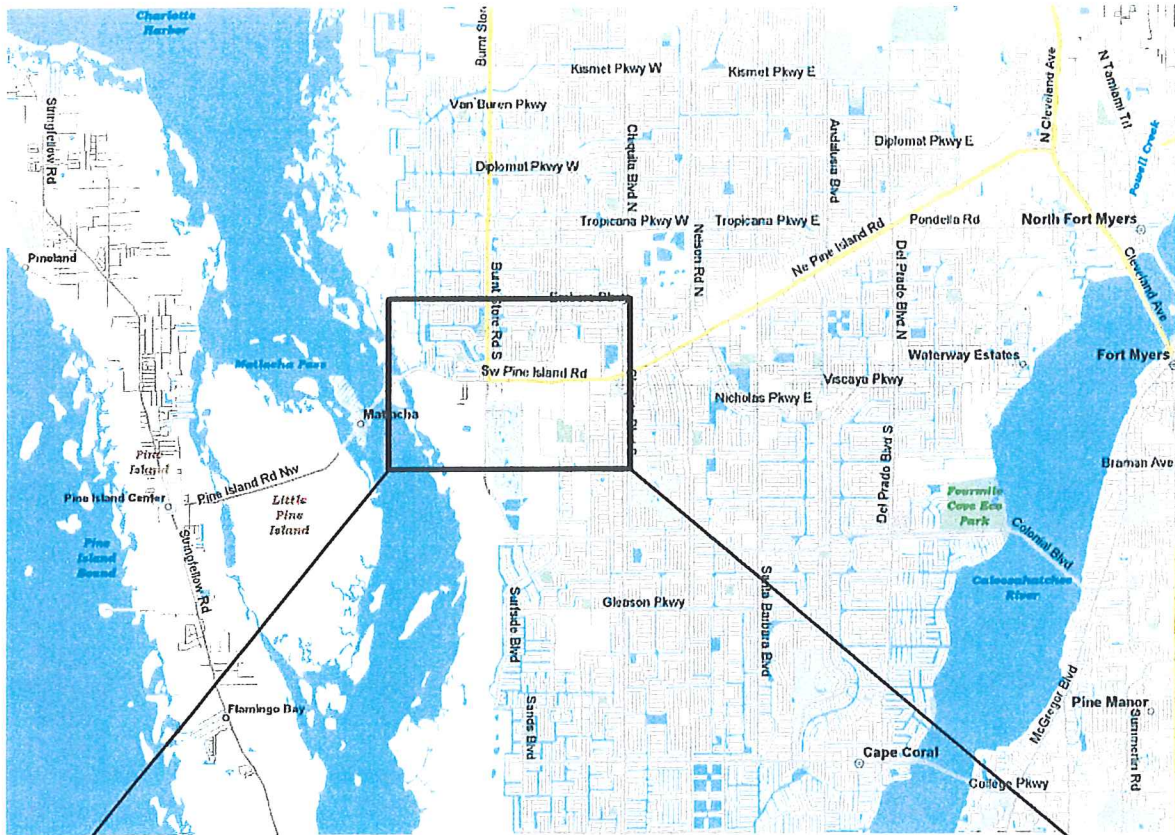 Charlotte
Harbor
Burnt Stor
Kismet Pkwy W
Kismet Pkwy E
N Cleveland Ave
N Tamiami Trl
Stringfellow Rd
Van Buren Pkwy
Chiquita Blvd N
Andalusia Blvd
Diplomat Pkwy E
Powell Creek
Diplomat Pkwy W
Tropicana Pkwy W
Tropicana Pkwy E
Pondella Rd
North Fort Myers
Nelson Rd N
Ne Pine Island Rd
Del Prado Blvd N
Cleveland Ave
Pineland
Burnt Store Rd S
Embers Pkwy
Matlacha Pass
Sw Pine Island Rd
Waterway Estates
Fort Myers
Viscaya Pkwy
Nicholas Pkwy E
Matlacha
Pine
Island
Pine Island Rd Nw
Pine Island Center
Little
Pine
Island
Del Prado Blvd S
Braman Ave
Fourmile
Cove Eco
Park
Colonial Blvd
Pine
Island
Sound
Stringfellow Rd
Caloosahatchee
River
Gleason Pkwy
Santa Barbara Blvd
Surfside Blvd
Sands Blvd
Flamingo Bay
McGregor Blvd
Pine Manor
Summerlin Rd
Cape Coral
College Pkwy